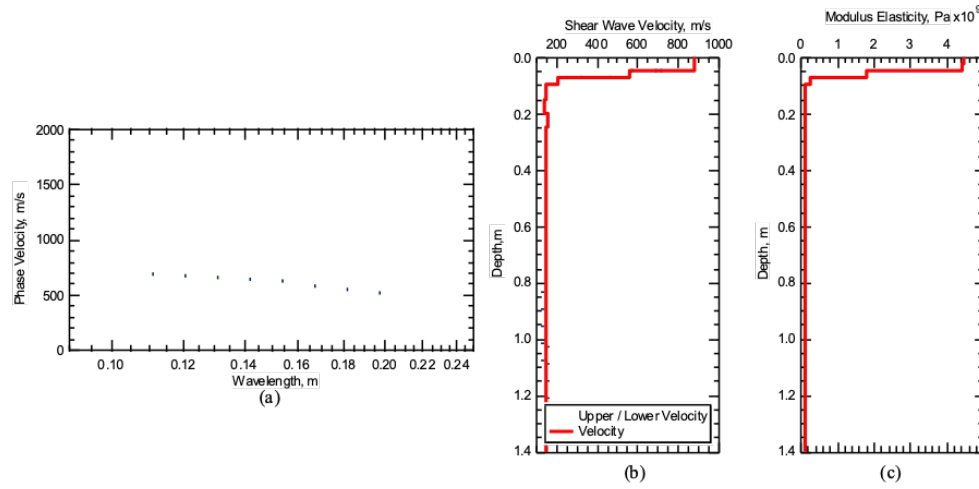 Phase Velocity, m/s
2000
1500
1000
500
0
0.10 0.12 0.14 0.16 0.18 0.20 0.22 0.24
Wavelength, m
(a)
Shear Wave Velocity, m/s
200 400 600 800 1000
Depth,m
0.0
0.2
0.4
0.6
0.8
1.0
1.2
1.4
Upper / Lower Velocity
Velocity
(b)
Modulus Elasticity, Pa x10⁹
0 1 2 3 4
Depth, m
0.0
0.2
0.4
0.6
0.8
1.0
1.2
1.4
(c)